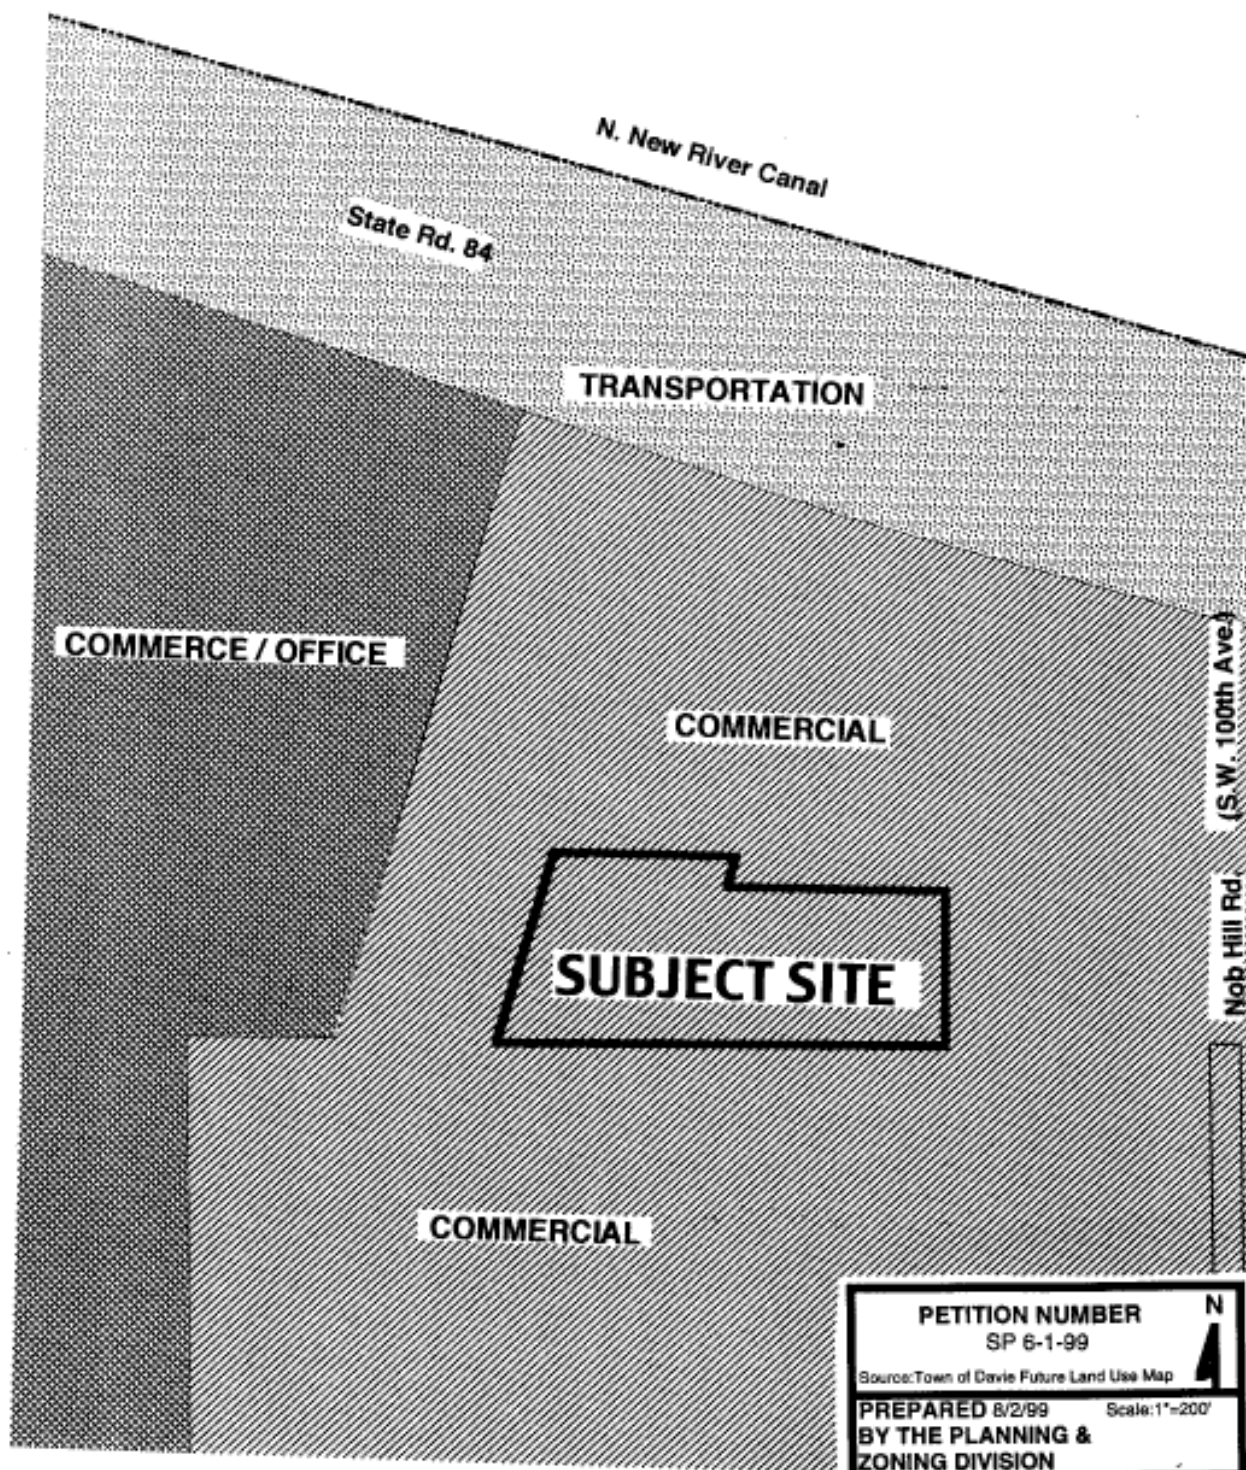 N. New River Canal
State Rd. 84
TRANSPORTATION
COMMERCE / OFFICE
COMMERCIAL
(S.W. 100th Ave.)
Nob Hill Rd.
SUBJECT SITE
COMMERCIAL
PETITION NUMBER
N
SP 6-1-99
Source:Town of Davie Future Land Use Map
PREPARED 8/2/99 Scale:1"=200'
BY THE PLANNING &
ZONING DIVISION